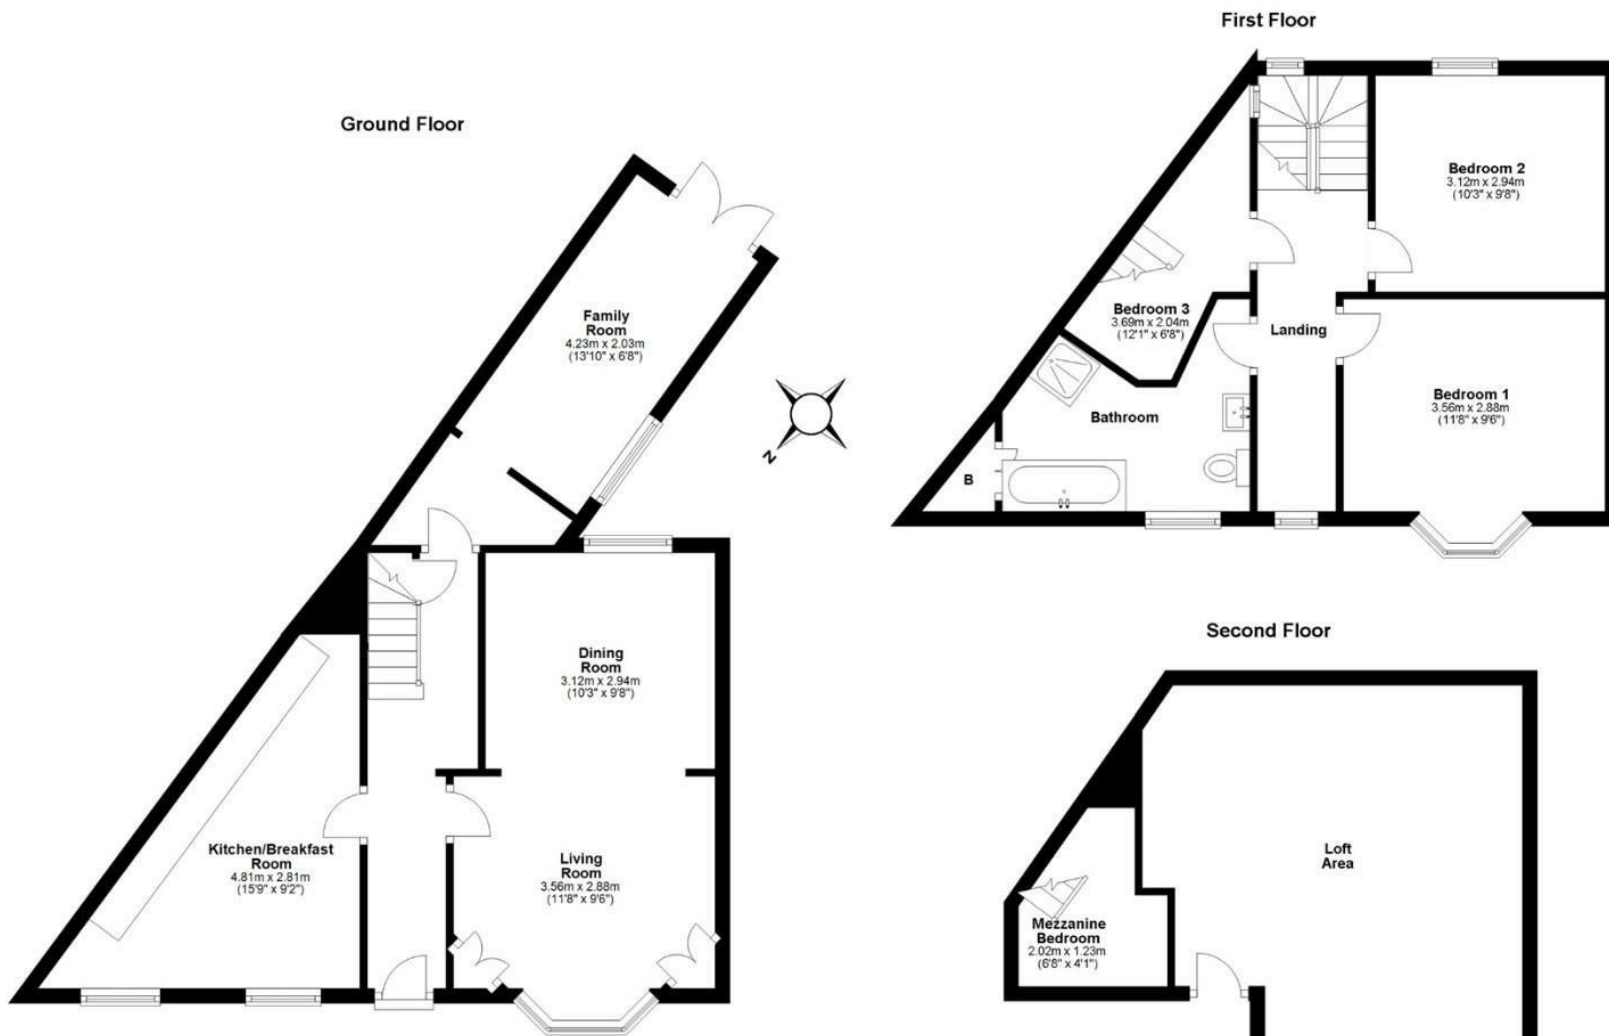 First Floor
Ground Floor
Bedroom 2
3.12m x 2.94m
(10'3" x 9'8")
Bedroom 3
3.69m x 2.04m
(12'1" x 6'8")
Landing
Bedroom 1
3.56m x 2.88m
(11'8" x 9'6")
Bathroom
B
Family
Room
4.23m x 2.03m
(13'10" x 6'8")
N
Dining
Room
3.12m x 2.94m
(10'3" x 9'8")
Kitchen/Breakfast
Room
4.81m x 2.81m
(15'9" x 9'2")
Living
Room
3.56m x 2.88m
(11'8" x 9'6")
Second Floor
Loft
Area
Mezzanine
Bedroom
2.02m x 1.23m
(6'8" x 4'1")